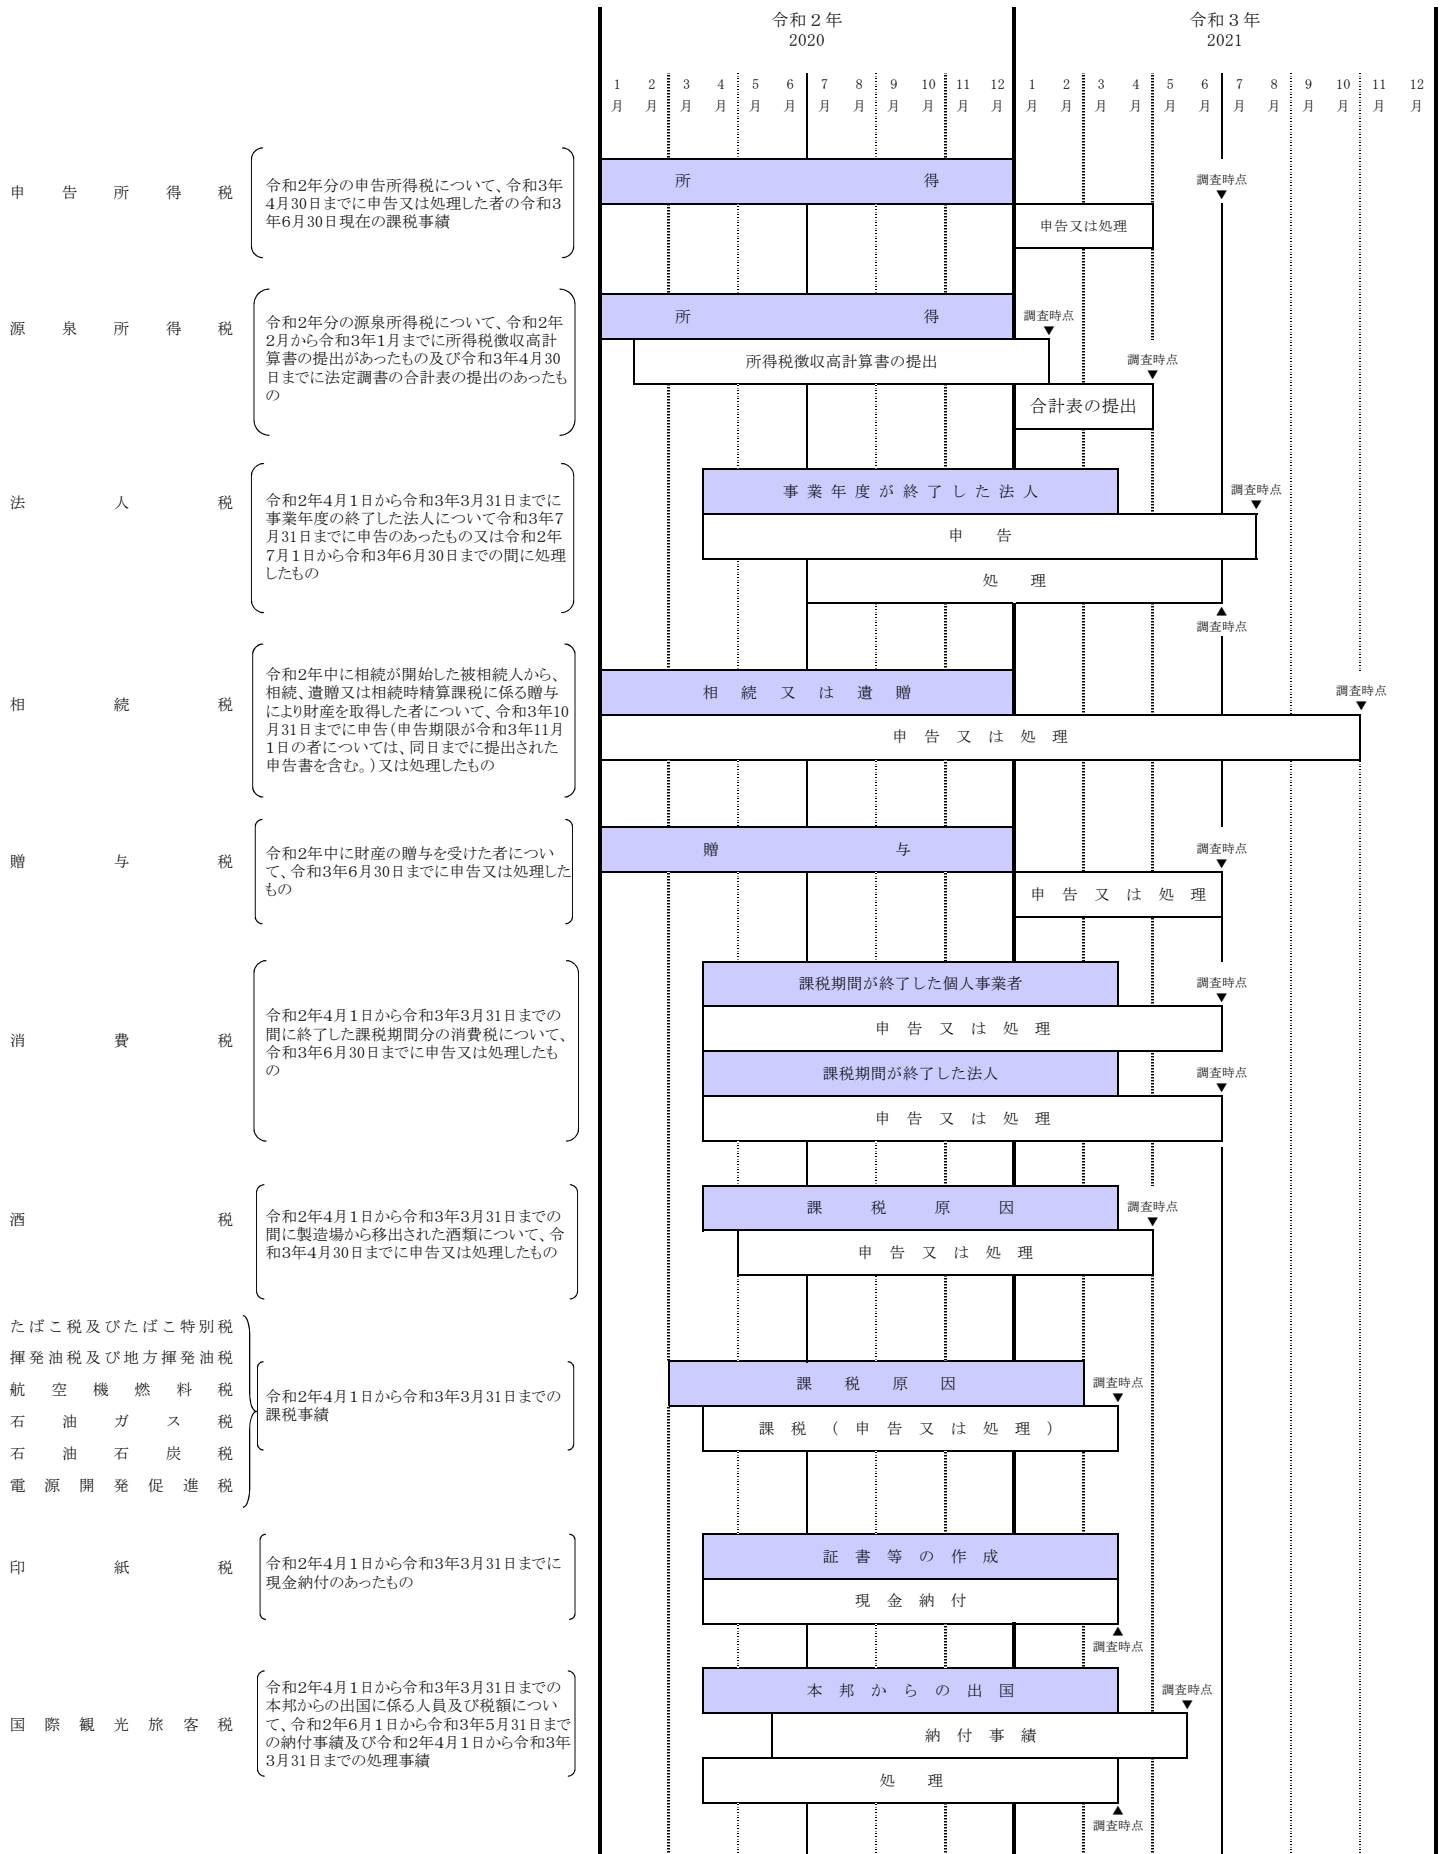 令和２年
2020
令和３年
2021
1 2 3 4 5 6 7 8 9 10 11 12 1 2 3 4 5 6 7 8 9 10 11 12
月 月 月 月 月 月 月 月 月 月 月 月 月 月 月 月 月 月 月 月 月 月 月 月
申告所得税
令和2年分の申告所得税について、令和3年
4月30日までに申告又は処理した者の令和3
年6月30日現在の課税事績
所得
調査時点
▼
申告又は処理
源泉所得税
令和2年分の源泉所得税について、令和2年
2月から令和3年1月までに所得税徴収高計
算書の提出があったもの及び令和3年4月30
日までに法定調書の合計表の提出のあったも
の
所得
調査時点
▼
所得税徴収高計算書の提出
調査時点
▼
合計表の提出
法人税
令和2年4月1日から令和3年3月31日までに
事業年度の終了した法人について令和3年7
月31日までに申告のあったもの又は令和2年
7月1日から令和3年6月30日までの間に処理
したもの
事業年度が終了した法人
調査時点
▼
申告
処理
▲
調査時点
相続税
令和2年中に相続が開始した被相続人から、
相続、遺贈又は相続時精算課税に係る贈与
により財産を取得した者について、令和3年10
月31日までに申告（申告期限が令和3年11月
1日の者については、同日までに提出された
申告書を含む。）又は処理したもの
相続又は遺贈
調査時点
▼
申告又は処理
贈与税
令和2年中に財産の贈与を受けた者につい
て、令和3年6月30日までに申告又は処理した
もの
贈与
調査時点
▼
申告又は処理
消費税
令和2年4月1日から令和3年3月31日までの
間に終了した課税期間分の消費税について、
令和3年6月30日までに申告又は処理したも
の
課税期間が終了した個人事業者
調査時点
▼
申告又は処理
課税期間が終了した法人
調査時点
▼
申告又は処理
酒税
令和2年4月1日から令和3年3月31日までの
間に製造場から移出された酒類について、令
和3年4月30日までに申告又は処理したもの
課税原因
調査時点
▼
申告又は処理
たばこ税及びたばこ特別税
揮発油税及び地方揮発油税
航空機燃料税
石油ガス税
石油石炭税
電源開発促進税
令和2年4月1日から令和3年3月31日までの
課税事績
課税原因
調査時点
▼
課税（申告又は処理）
印紙税
令和2年4月1日から令和3年3月31日までに
現金納付のあったもの
証書等の作成
現金納付
▲
調査時点
国際観光旅客税
令和2年4月1日から令和3年3月31日までの
本邦からの出国に係る人員及び税額につい
て、令和2年6月1日から令和3年5月31日まで
の納付事績及び令和2年4月1日から令和3年
3月31日までの処理事績
本邦からの出国
調査時点
▼
納付事績
処理
▲
調査時点